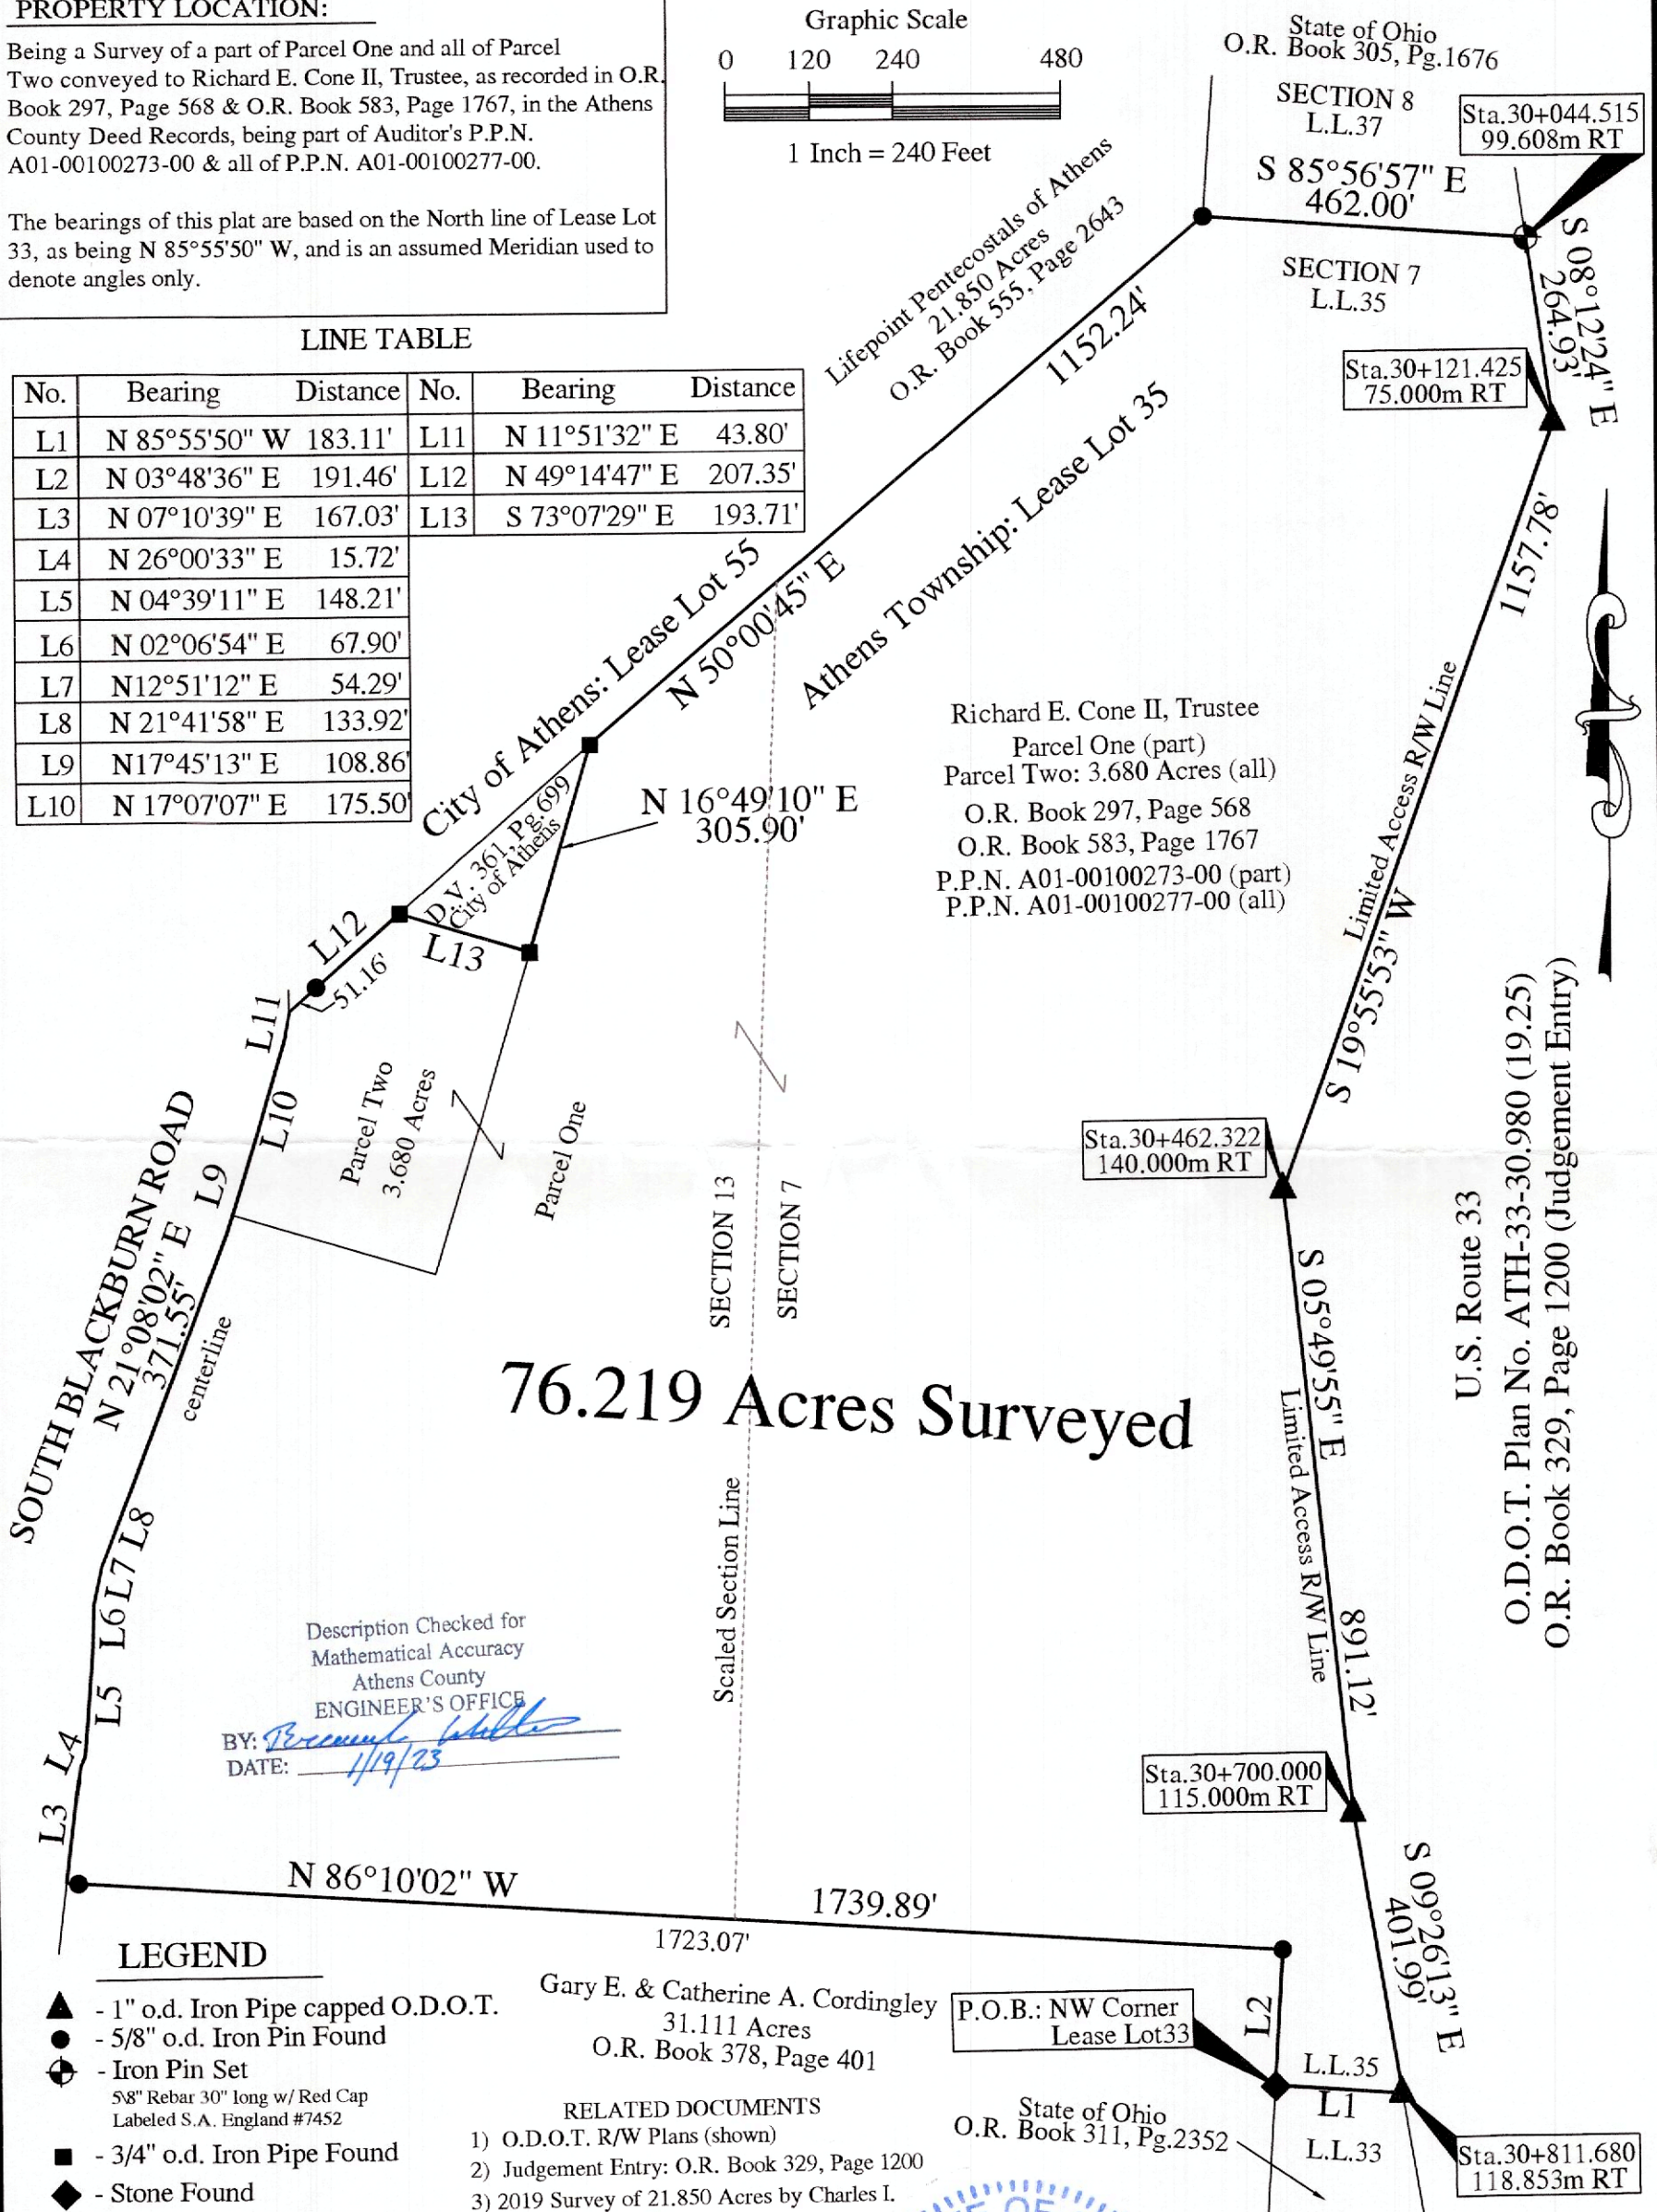 PROPERTY LOCATION:
Being a Survey of a part of Parcel One and all of Parcel
Two conveyed to Richard E. Cone II, Trustee, as recorded in O.R.
Book 297, Page 568 & O.R. Book 583, Page 1767, in the Athens
County Deed Records, being part of Auditor's P.P.N.
A01-00100273-00 & all of P.P.N. A01-00100277-00.
The bearings of this plat are based on the North line of Lease Lot
33, as being N 85°55'50" W, and is an assumed Meridian used to
denote angles only.
Graphic Scale
0 120 240 480
1 Inch = 240 Feet
State of Ohio
O.R. Book 305, Pg.1676
SECTION 8
L.L.37
Sta.30+044.515
99.608m RT
S 85°56'57" E
462.00'
SECTION 7
L.L.35
S 08°12'24" E
264.93'
Sta.30+121.425
75.000m RT
Lifepoint Pentecostals of Athens
21.850 Acres
O.R. Book 555, Page 2643
1152.24'
N 50°00'45" E
City of Athens: Lease Lot 55
Athens Township: Lease Lot 35
LINE TABLE
No. Bearing Distance No. Bearing Distance
L1 N 85°55'50" W 183.11' L11 N 11°51'32" E 43.80'
L2 N 03°48'36" E 191.46' L12 N 49°14'47" E 207.35'
L3 N 07°10'39" E 167.03' L13 S 73°07'29" E 193.71'
L4 N 26°00'33" E 15.72'
L5 N 04°39'11" E 148.21'
L6 N 02°06'54" E 67.90'
L7 N12°51'12" E 54.29'
L8 N 21°41'58" E 133.92'
L9 N17°45'13" E 108.86'
L10 N 17°07'07" E 175.50'
1157.78'
Limited Access R/W Line
S 19°55'53" W
Richard E. Cone II, Trustee
Parcel One (part)
Parcel Two: 3.680 Acres (all)
O.R. Book 297, Page 568
O.R. Book 583, Page 1767
P.P.N. A01-00100273-00 (part)
P.P.N. A01-00100277-00 (all)
N 16°49'10" E
305.90'
D.V. 361, Pg.699
City of Athens
L12
L13
51.16'
L11
L10
L9
Parcel Two
3.680 Acres
Parcel One
SOUTH BLACKBURN ROAD
N 21°08'02" E
371.55'
centerline
SECTION 13
SECTION 7
Sta.30+462.322
140.000m RT
U.S. Route 33
O.D.O.T. Plan No. ATH-33-30.980 (19.25)
O.R. Book 329, Page 1200 (Judgement Entry)
76.219 Acres Surveyed
S 05°49'55" E
Limited Access R/W Line
891.12'
Scaled Section Line
L8
L7
L6
L5
L4
L3
Description Checked for
Mathematical Accuracy
Athens County
ENGINEER'S OFFICE
BY:
DATE: 1/19/23
Sta.30+700.000
115.000m RT
S 09°26'13" E
401.99'
N 86°10'02" W
1739.89'
1723.07'
Gary E. & Catherine A. Cordingley
31.111 Acres
O.R. Book 378, Page 401
P.O.B.: NW Corner
Lease Lot33
L2
L.L.35
L1
L.L.33
State of Ohio
O.R. Book 311, Pg.2352
Sta.30+811.680
118.853m RT
LEGEND
- 1" o.d. Iron Pipe capped O.D.O.T.
- 5/8" o.d. Iron Pin Found
- Iron Pin Set
5\8" Rebar 30" long w/ Red Cap
Labeled S.A. England #7452
- 3/4" o.d. Iron Pipe Found
- Stone Found
RELATED DOCUMENTS
1) O.D.O.T. R/W Plans (shown)
2) Judgement Entry: O.R. Book 329, Page 1200
3) 2019 Survey of 21.850 Acres by Charles I.